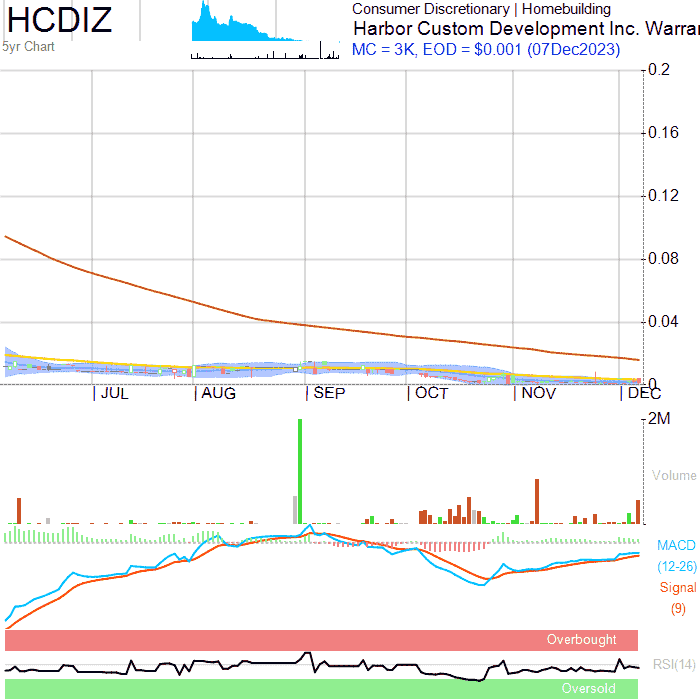 HCDIZ
5yr Chart
Consumer Discretionary | Homebuilding
Harbor Custom Development Inc. Warran
MC = 3K, EOD = $0.001 (07Dec2023)
0.2
0.16
0.12
0.08
0.04
0
JUL AUG SEP OCT NOV DEC
2M
Volume
MACD
(12-26)
Signal
(9)
Overbought
RSI(14)
Oversold